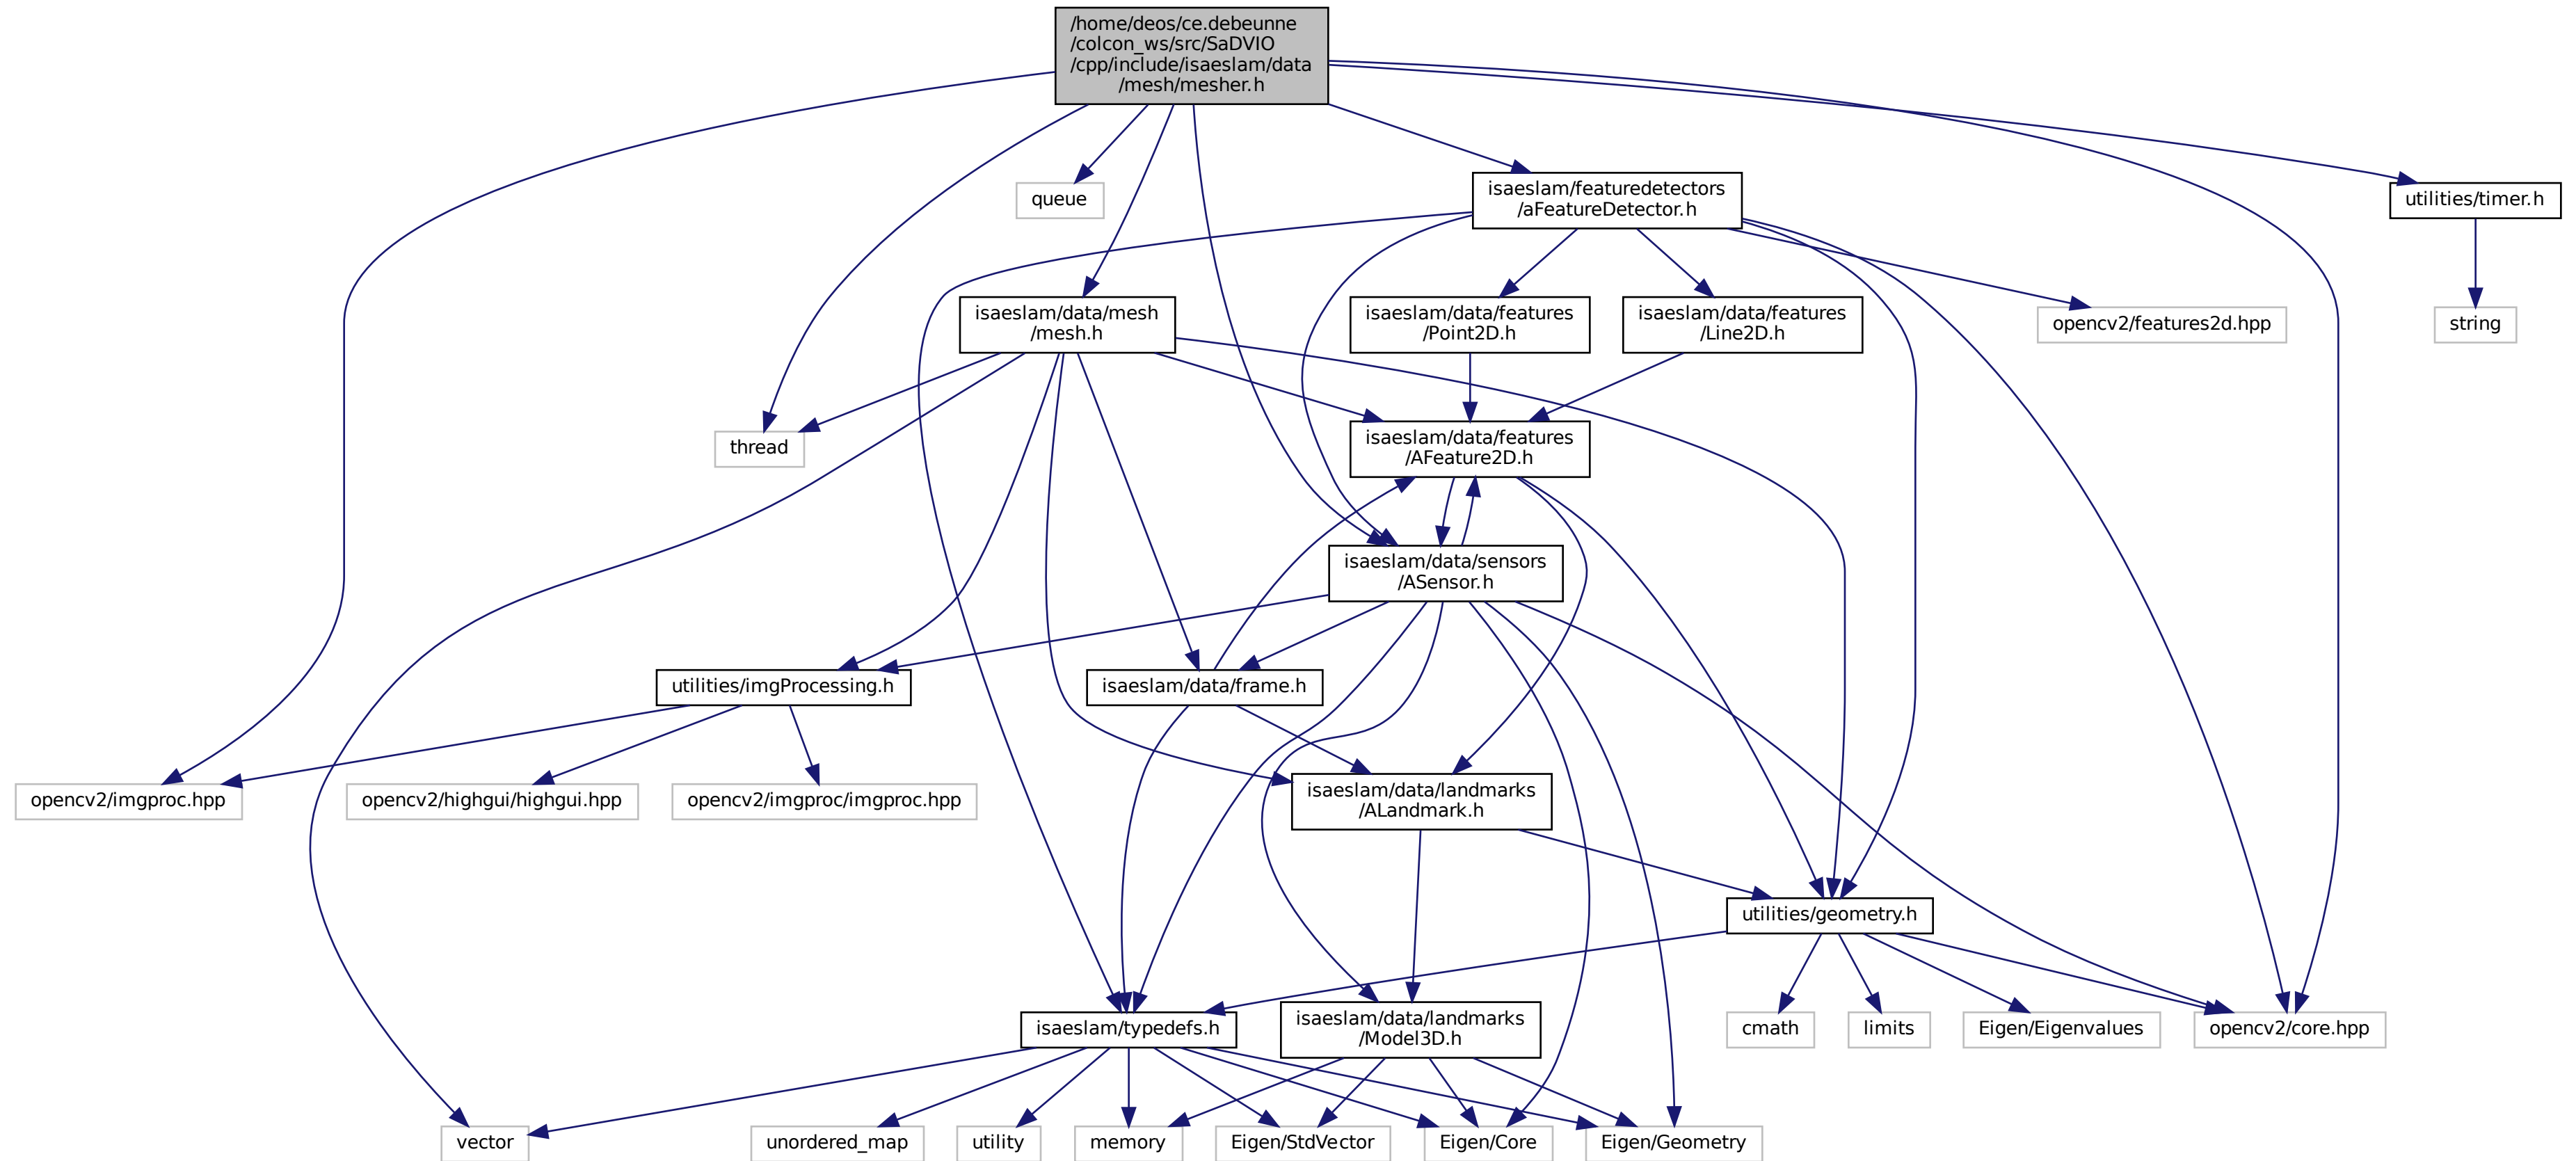 /home/deos/ce.debeunne
/colcon_ws/src/SaDVIO
/cpp/include/isaeslam/data
/mesh/mesher.h
queue
isaeslam/featuredetectors
/aFeatureDetector.h
utilities/timer.h
isaeslam/data/mesh
/mesh.h
isaeslam/data/features
/Point2D.h
isaeslam/data/features
/Line2D.h
opencv2/features2d.hpp
string
thread
isaeslam/data/features
/AFeature2D.h
isaeslam/data/sensors
/ASensor.h
utilities/imgProcessing.h
isaeslam/data/frame.h
opencv2/imgproc.hpp
opencv2/highgui/highgui.hpp
opencv2/imgproc/imgproc.hpp
isaeslam/data/landmarks
/ALandmark.h
utilities/geometry.h
isaeslam/typedefs.h
isaeslam/data/landmarks
/Model3D.h
cmath
limits
Eigen/Eigenvalues
opencv2/core.hpp
vector
unordered_map
utility
memory
Eigen/StdVector
Eigen/Core
Eigen/Geometry